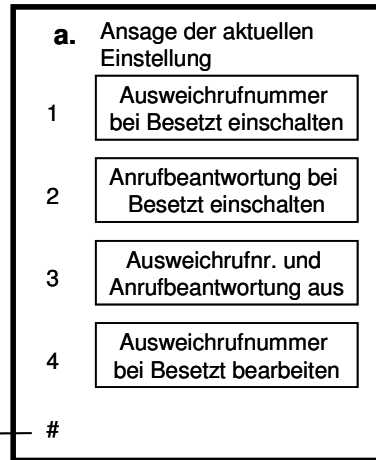 a. Ansage der aktuellen
Einstellung
1 Ausweichrufnummer
bei Besetzt einschalten
2 Anrufbeantwortung bei
Besetzt einschalten
3 Ausweichrufnr. und
Anrufbeantwortung aus
4 Ausweichrufnummer
bei Besetzt bearbeiten
#